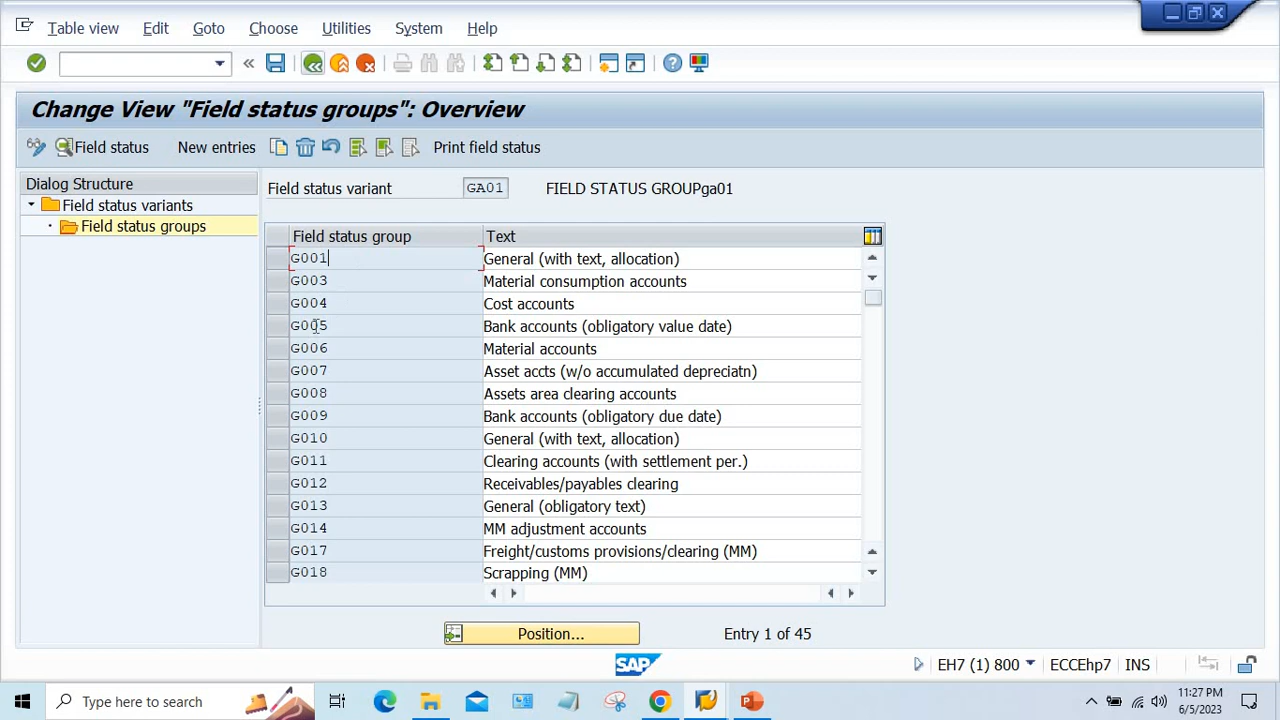 Table view Edit Goto Choose Utilities System Help
Change View "Field status groups": Overview
Field status New entries Print field status
Dialog Structure
Field status variants
Field status groups
Field status variant GA01 FIELD STATUS GROUPga01
Field status group Text
G001 General (with text, allocation)
G003 Material consumption accounts
G004 Cost accounts
G005 Bank accounts (obligatory value date)
G006 Material accounts
G007 Asset accts (w/o accumulated depreciatn)
G008 Assets area clearing accounts
G009 Bank accounts (obligatory due date)
G010 General (with text, allocation)
G011 Clearing accounts (with settlement per.)
G012 Receivables/payables clearing
G013 General (obligatory text)
G014 MM adjustment accounts
G017 Freight/customs provisions/clearing (MM)
G018 Scrapping (MM)
Position... Entry 1 of 45
SAP EH7 (1) 800 ECCEhp7 INS
Type here to search
11:27 PM
6/5/2023